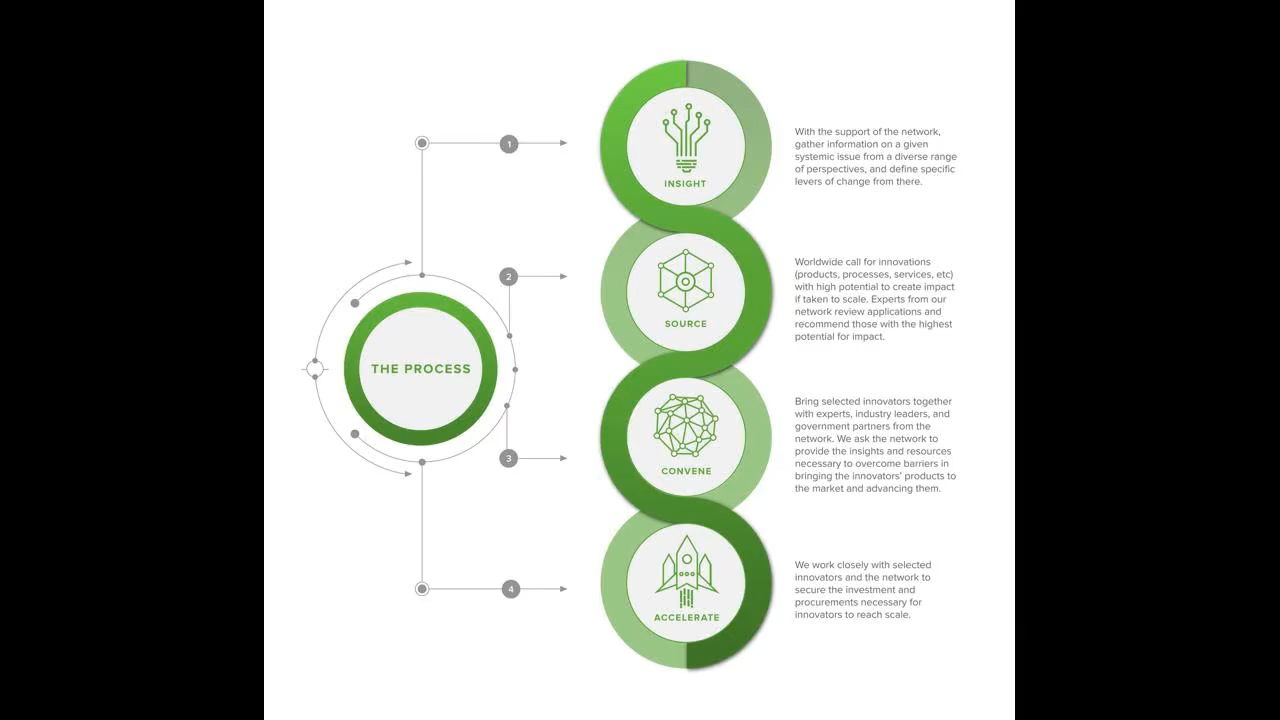 THE PROCESS
1
INSIGHT
With the support of the network,
gather information on a given
systemic issue from a diverse range
of perspectives, and define specific
levers of change from there.
2
SOURCE
Worldwide call for innovations
(products, processes, services, etc)
with high potential to create impact
if taken to scale. Experts from our
network review applications and
recommend those with the highest
potential for impact.
3
CONVENE
Bring selected innovators together
with experts, industry leaders, and
government partners from the
network. We ask the network to
provide the insights and resources
necessary to overcome barriers in
bringing the innovators' products to
the market and advancing them.
4
ACCELERATE
We work closely with selected
innovators and the network to
secure the investment and
procurements necessary for
innovators to reach scale.